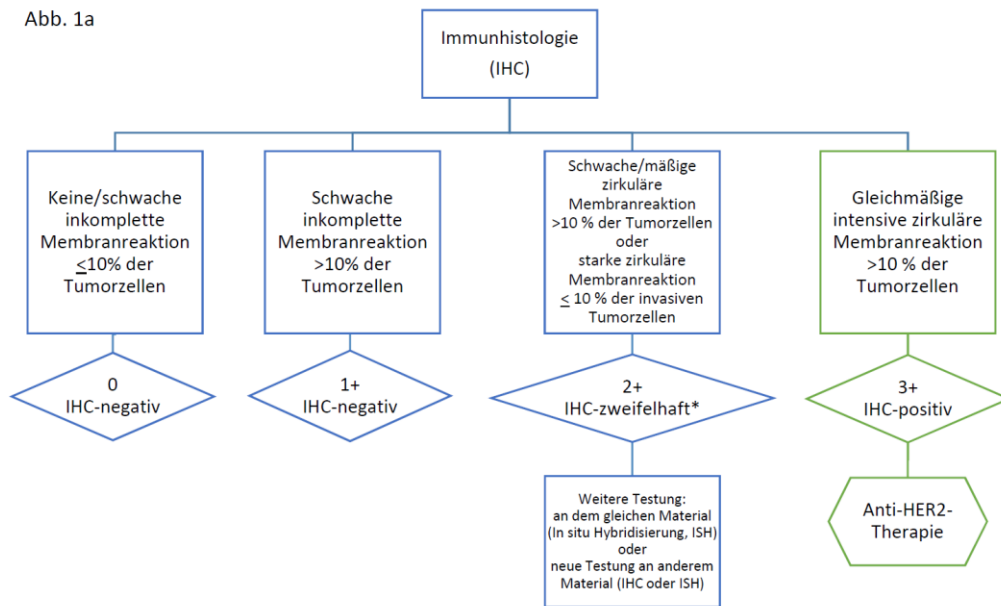 Abb. 1a
Immunhistologie
(IHC)
Keine/schwache
inkomplette
Membranreaktion
<10% der
Tumorzellen
Schwache
inkomplette
Membranreaktion
>10% der
Tumorzellen
Schwache/mäßige
zirkuläre
Membranreaktion
>10 % der Tumorzellen
oder
starke zirkuläre
Membranreaktion
< 10 % der invasiven
Tumorzellen
Gleichmäßige
intensive zirkuläre
Membranreaktion
>10 % der
Tumorzellen
0
IHC-negativ
1+
IHC-negativ
2+
IHC-zweifelhaft*
3+
IHC-positiv
Weitere Testung:
an dem gleichen Material
(In situ Hybridisierung, ISH)
oder
neue Testung an anderem
Material (IHC oder ISH)
Anti-HER2-
Therapie